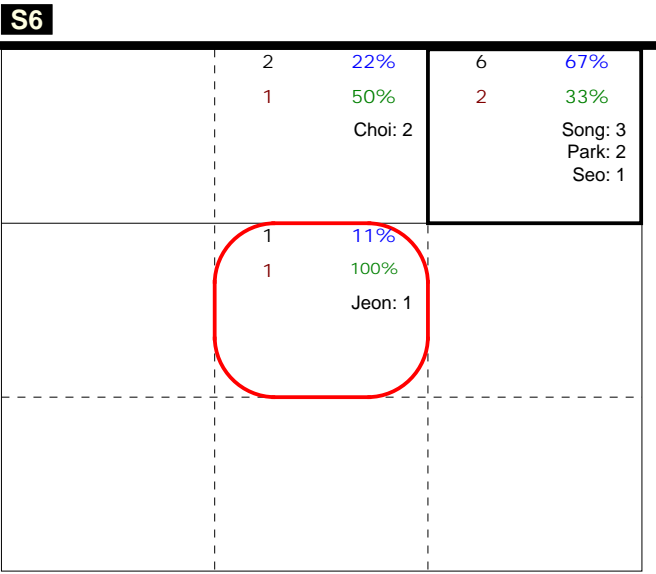 S6
2 22% 6 67%
1 50% 2 33%
Choi: 2 Song: 3
Park: 2
Seo: 1
1 11%
1 100%
Jeon: 1